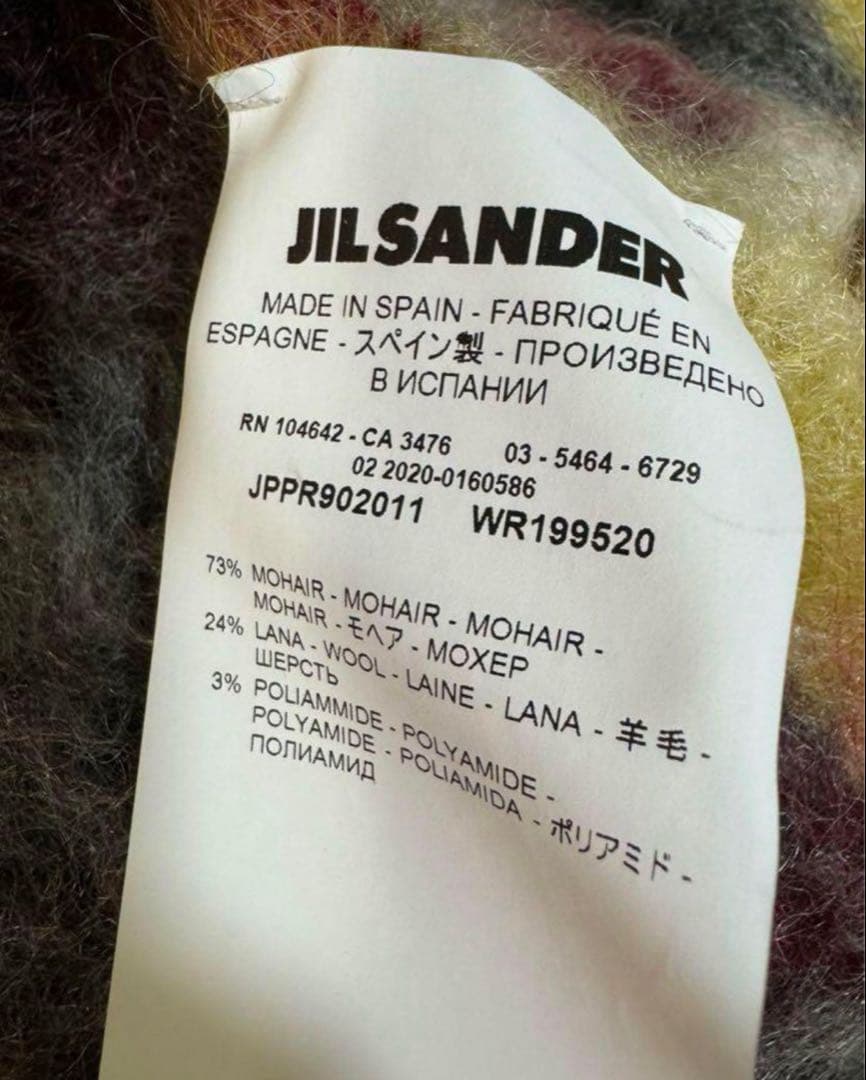 JIL SANDER
MADE IN SPAIN - FABRIQUÉ EN
ESPAGNE - スペイン製 - ПРОИЗВЕДЕНО
В ИСПАНИИ
RN 104642 - CA 3476 03 - 5464 - 6729
02 2020-0160586
JPPR902011 WR199520
73% MOHAIR - MOHAIR - MOHAIR -
MOHAIR - モヘア - МОХЕР
24% LANA - WOOL - LAINE - LANA - 羊毛 -
ШЕРСТЬ
3% POLIAMMIDE - POLYAMIDE -
POLYAMIDE - POLIAMIDA - ポリアミド -
ПОЛИАМИД